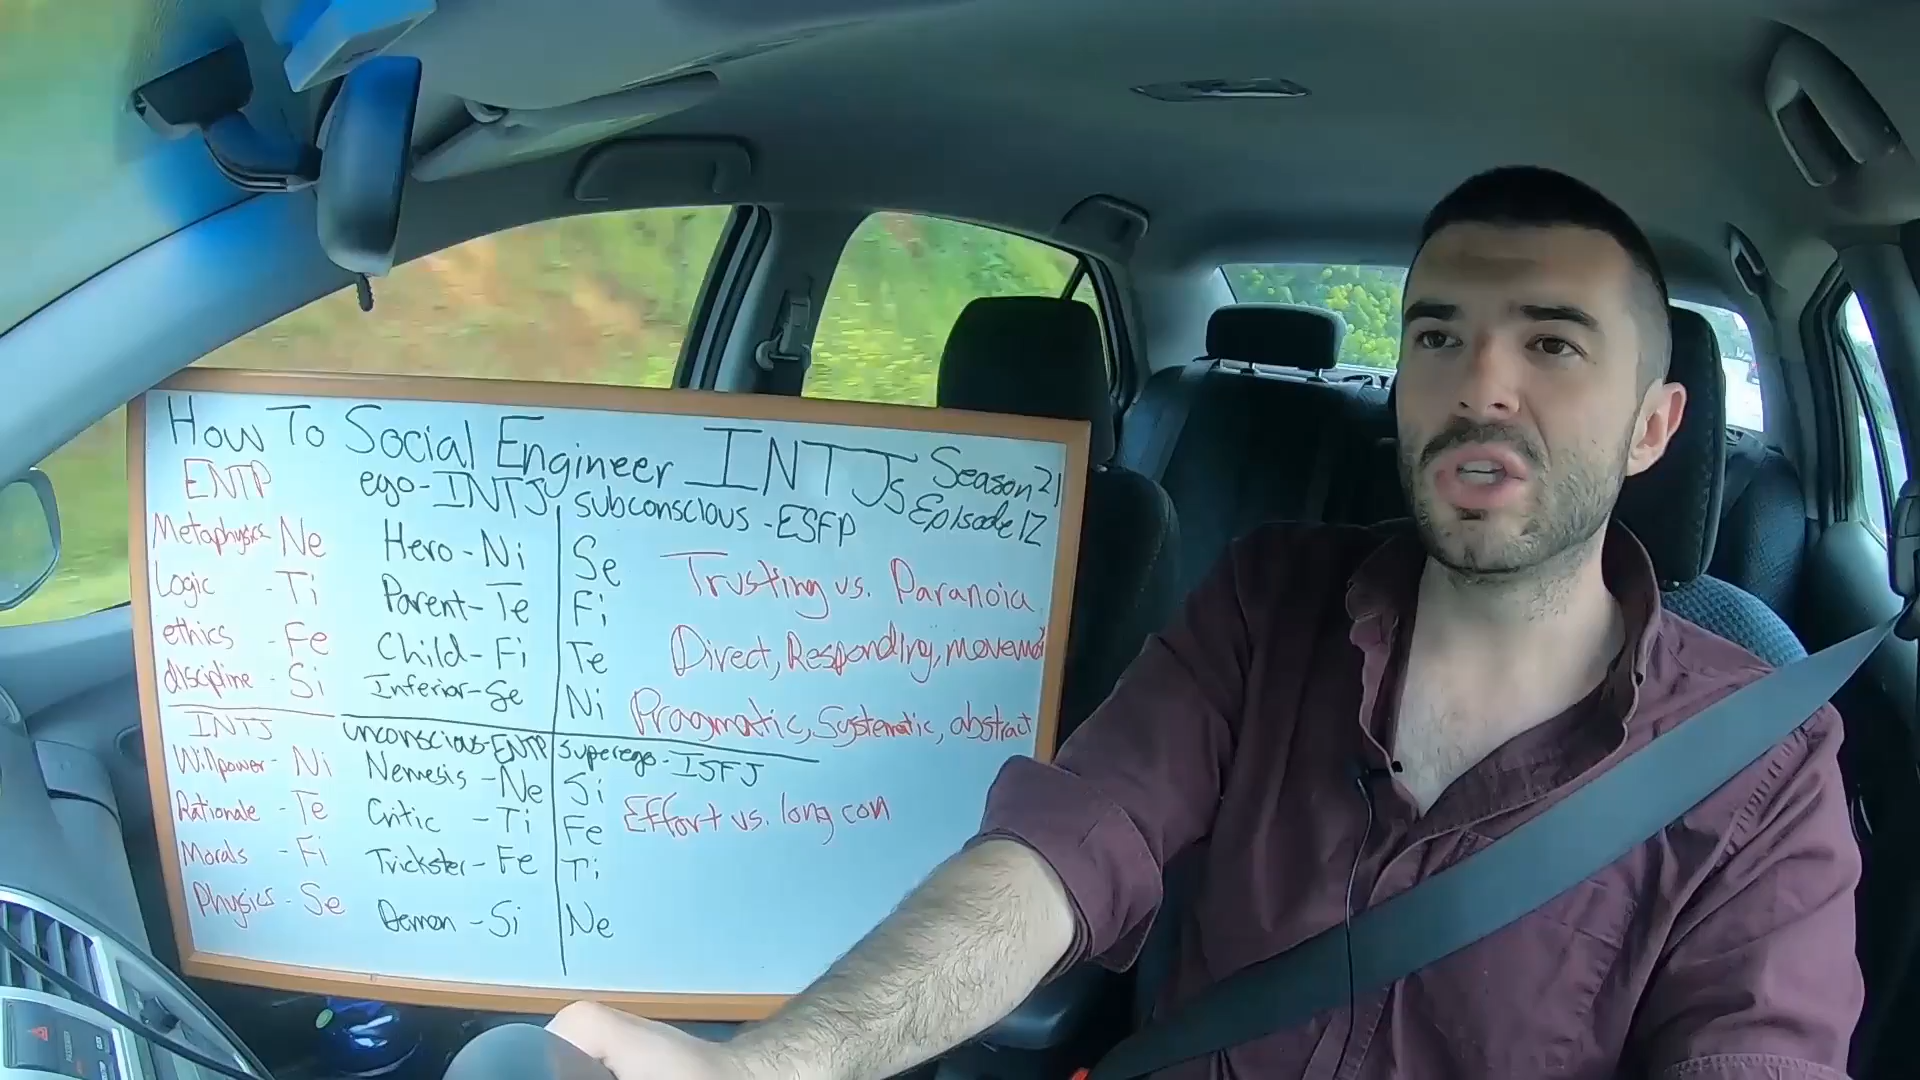 How To Social Engineer INTJs
Season 21
Episode 12
ENTP
Metaphysics - Ne
Logic - Ti
ethics - Fe
discipline - Si
INTJ
Willpower - Ni
Rationale - Te
Morals - Fi
Physics - Se
ego - INTJ
Hero - Ni
Parent - Te
Child - Fi
Inferior - Se
subconscious - ESFP
Se
Fi
Te
Ni
unconscious - ENTP
Nemesis - Ne
Critic - Ti
Trickster - Fe
Demon - Si
superego - ISFJ
Si
Fe
Ti
Ne
Trusting vs. Paranoia
Direct, Responding, movement
Pragmatic, Systematic, abstract
Effort vs. long con